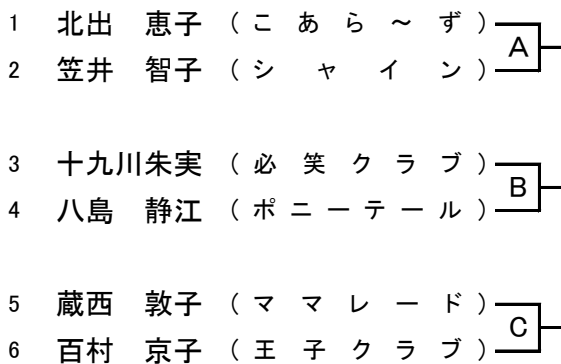 1 北出 恵子 (こあら～ず)
A
2 笠井 智子 (シャイン)
3 十九川朱実 (必笑クラブ)
B
4 八島 静江 (ポニーテール)
5 蔵西 敦子 (ママレード)
C
6 百村 京子 (王子クラブ)